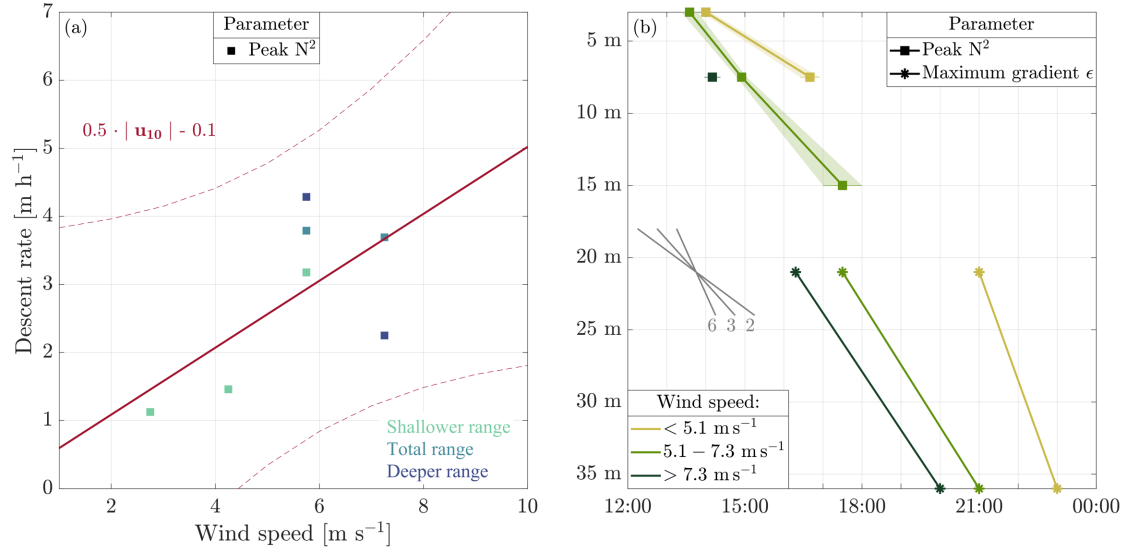 (a)
Parameter
Peak N²
0.5 · | u₁₀ | - 0.1
Shallower range
Total range
Deeper range
Descent rate [m h⁻¹]
7
6
5
4
3
2
1
0
2
4
6
8
10
Wind speed [m s⁻¹]
(b)
Parameter
Peak N²
Maximum gradient ϵ
5 m
10 m
15 m
20 m
25 m
30 m
35 m
6 3 2
Wind speed:
< 5.1 m s⁻¹
5.1 – 7.3 m s⁻¹
> 7.3 m s⁻¹
12:00
15:00
18:00
21:00
00:00